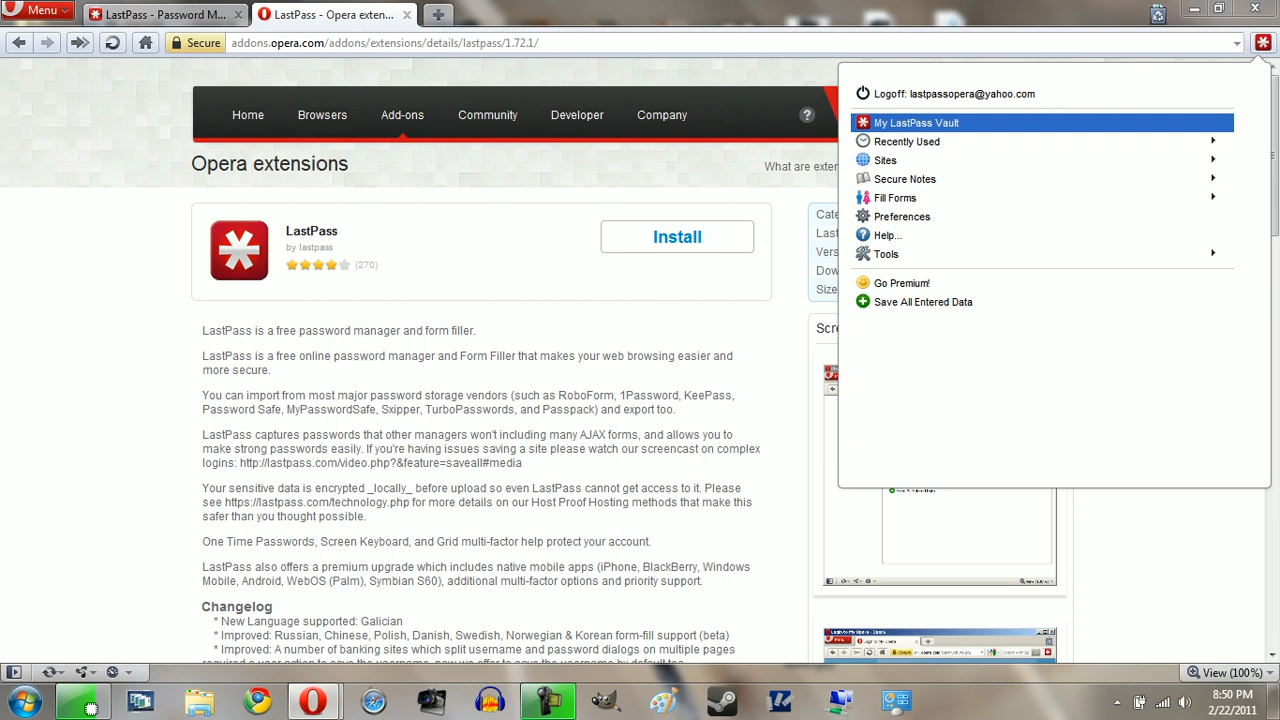 Menu
LastPass - Password M...
LastPass - Opera exten...
Secure
addons.opera.com/addons/extensions/details/lastpass/1.72.1/
Logoff: lastpassopera@yahoo.com
My LastPass Vault
Recently Used
Sites
Secure Notes
Fill Forms
Preferences
Help...
Tools
Go Premium!
Save All Entered Data
Home Browsers Add-ons Community Developer Company
?
Opera extensions
What are exter
LastPass
by lastpass
(270)
Install
Cate
Last
Vers
Dow
Size
Scre
LastPass is a free password manager and form filler.
LastPass is a free online password manager and Form Filler that makes your web browsing easier and
more secure.
You can import from most major password storage vendors (such as RoboForm, 1Password, KeePass,
Password Safe, MyPasswordSafe, Sxipper, TurboPasswords, and Passpack) and export too.
LastPass captures passwords that other managers won't including many AJAX forms, and allows you to
make strong passwords easily. If you're having issues saving a site please watch our screencast on complex
logins: http://lastpass.com/video.php?&feature=saveall#media
Your sensitive data is encrypted _locally_ before upload so even LastPass cannot get access to it. Please
see https://lastpass.com/technology.php for more details on our Host Proof Hosting methods that make this
safer than you thought possible.
One Time Passwords, Screen Keyboard, and Grid multi-factor help protect your account.
LastPass also offers a premium upgrade which includes native mobile apps (iPhone, BlackBerry, Windows
Mobile, Android, WebOS (Palm), Symbian S60), additional multi-factor options and priority support.
Changelog
* New Language supported: Galician
* Improved: Russian, Chinese, Polish, Danish, Swedish, Norwegian & Korean form-fill support (beta)
* Improved: A number of banking sites which split username and password dialogs on multiple pages
View (100%)
8:50 PM
2/22/2011